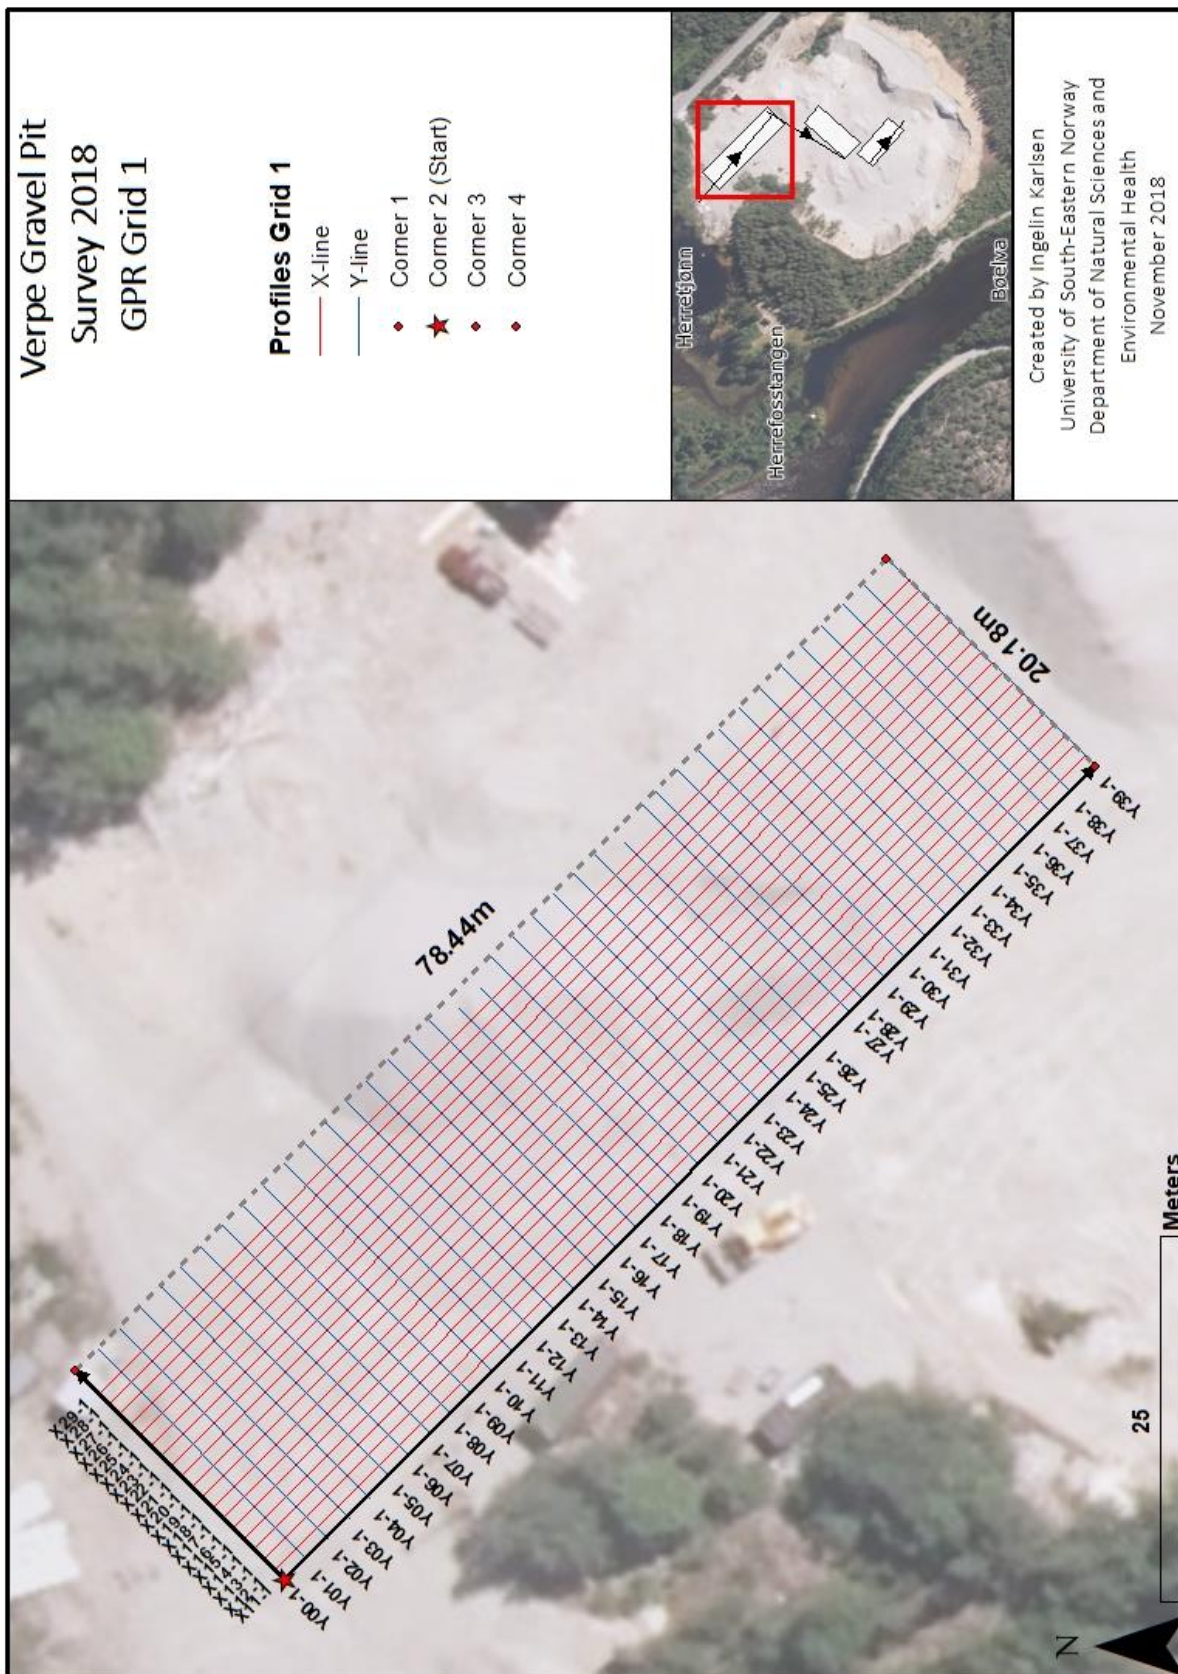 Verpe Gravel Pit
Survey 2018
GPR Grid 1
Profiles Grid 1
X-line
Y-line
Corner 1
Corner 2 (Start)
Corner 3
Corner 4
Herretjønn
Herrefosstangen
Bøelva
Created by Ingelin Karlsen
University of South-Eastern Norway
Department of Natural Sciences and
Environmental Health
November 2018
78.44m
20.18m
Y00-1
Y01-1
Y02-1
Y03-1
Y04-1
Y05-1
Y06-1
Y07-1
Y08-1
Y09-1
Y10-1
Y11-1
Y12-1
Y13-1
Y14-1
Y15-1
Y16-1
Y17-1
Y18-1
Y19-1
Y20-1
Y21-1
Y22-1
Y23-1
Y24-1
Y25-1
Y26-1
Y27-1
Y28-1
Y29-1
Y30-1
Y31-1
Y32-1
Y33-1
Y34-1
Y35-1
Y36-1
Y37-1
Y38-1
Y39-1
N
25
Meters